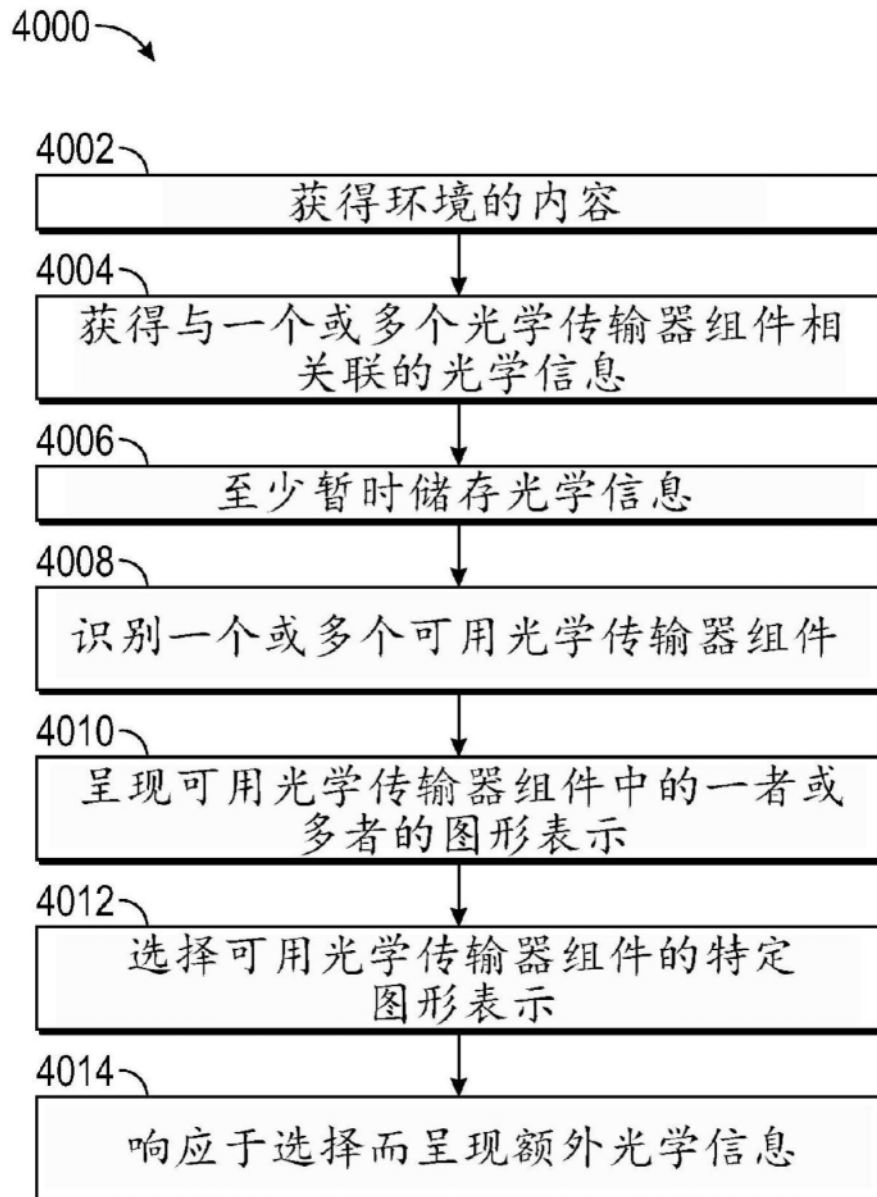 4000
4002
获得环境的内容
4004
获得与一个或多个光学传输器组件相
关联的光学信息
4006
至少暂时储存光学信息
4008
识别一个或多个可用光学传输器组件
4010
呈现可用光学传输器组件中的一者或
多者的图形表示
4012
选择可用光学传输器组件的特定
图形表示
4014
响应于选择而呈现额外光学信息